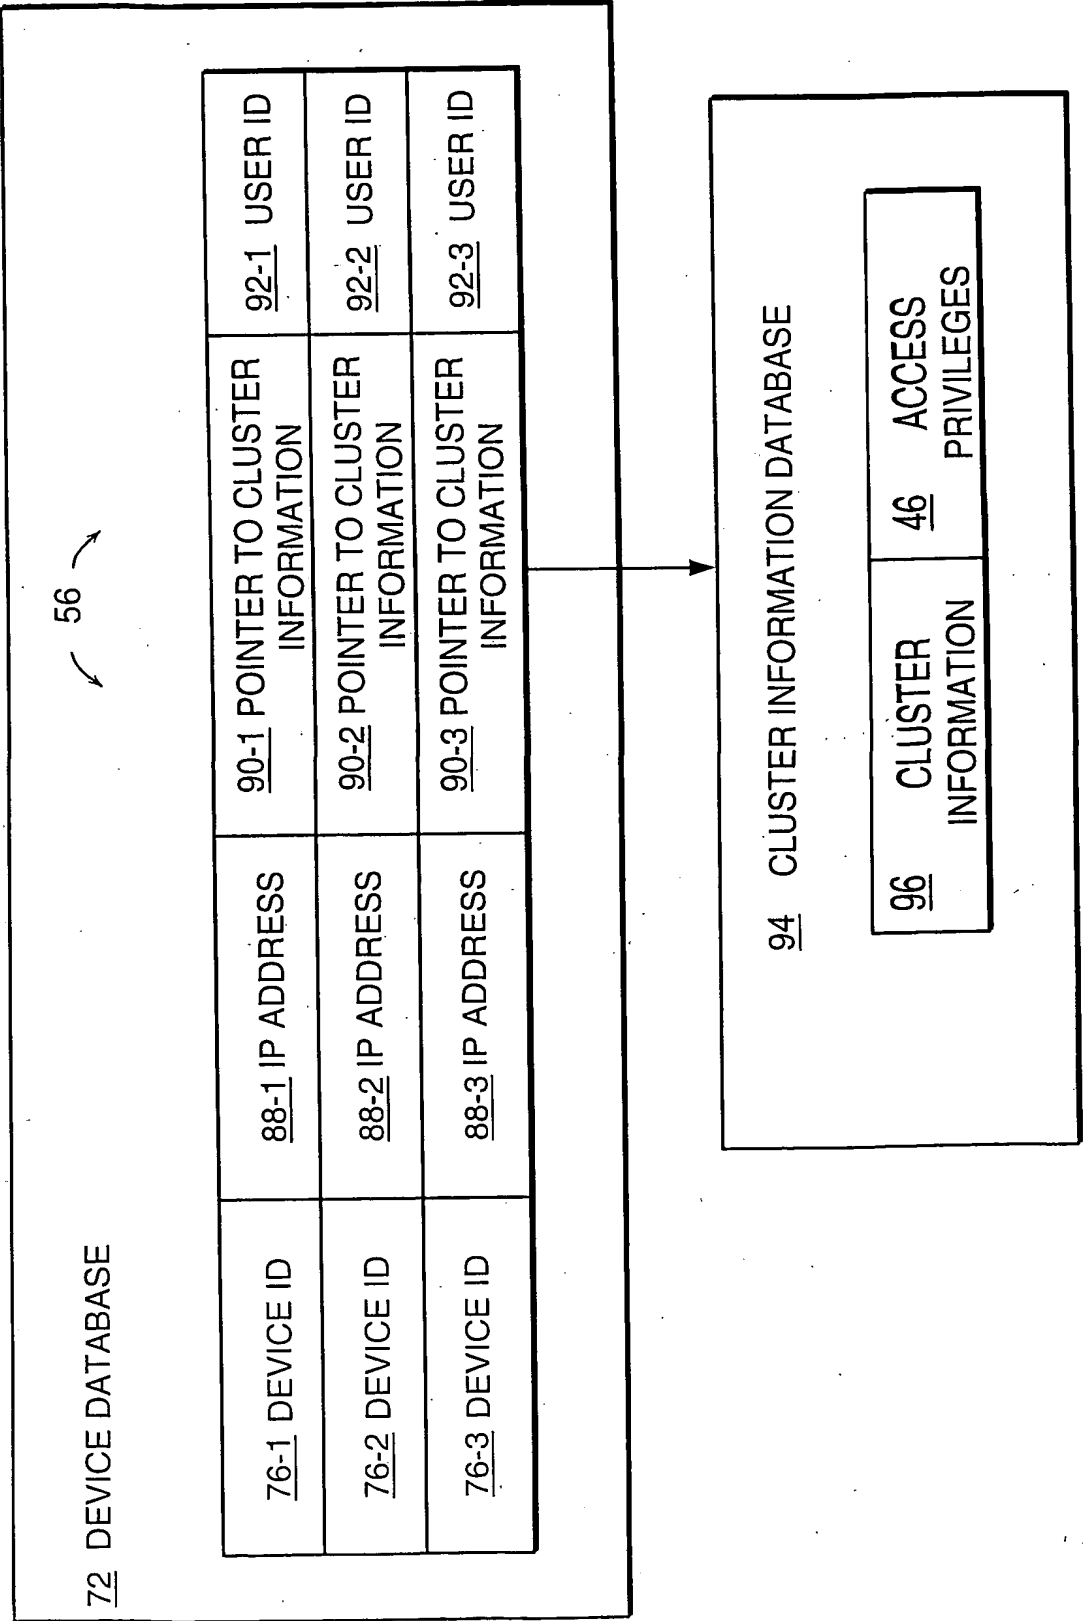 72 DEVICE DATABASE
56
76-1 DEVICE ID
88-1 IP ADDRESS
90-1 POINTER TO CLUSTER
INFORMATION
92-1 USER ID
76-2 DEVICE ID
88-2 IP ADDRESS
90-2 POINTER TO CLUSTER
INFORMATION
92-2 USER ID
76-3 DEVICE ID
88-3 IP ADDRESS
90-3 POINTER TO CLUSTER
INFORMATION
92-3 USER ID
94 CLUSTER INFORMATION DATABASE
96 CLUSTER
INFORMATION
46 ACCESS
PRIVILEGES